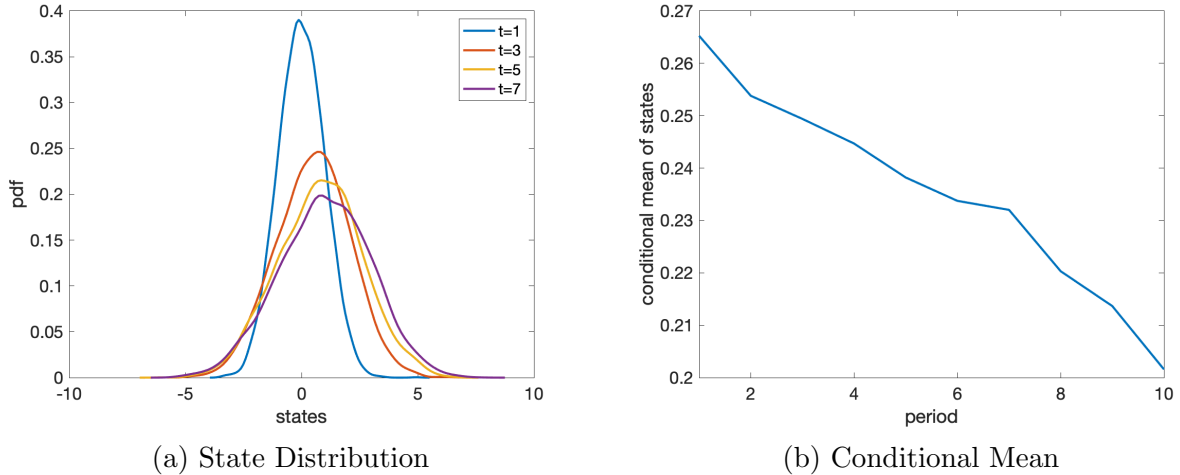 0.4
0.35
0.3
0.25
0.2
0.15
0.1
0.05
0
-10
-5
0
5
10
pdf
states
t=1
t=3
t=5
t=7
(a) State Distribution
0.27
0.26
0.25
0.24
0.23
0.22
0.21
0.2
2
4
6
8
10
conditional mean of states
period
(b) Conditional Mean